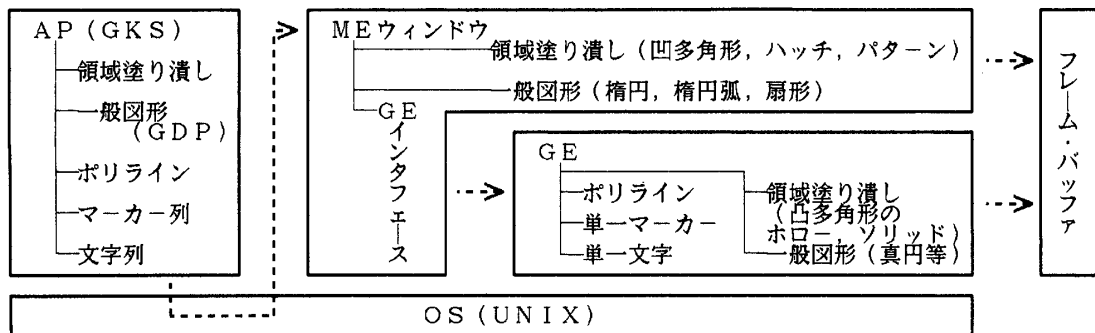 AP(GKS)
領域塗り潰し
一般図形
(GDP)
ポリライン
マーカー列
文字列
MEウィンドウ
領域塗り潰し(凹多角形,ハッチ,パターン)
一般図形(楕円,楕円弧,扇形)
GE
インタフェース
GE
ポリライン
単一マーカー
単一文字
領域塗り潰し
(凸多角形の
ホロー,ソリッド)
一般図形(真円等)
フレーム・バッファ
OS(UNIX)